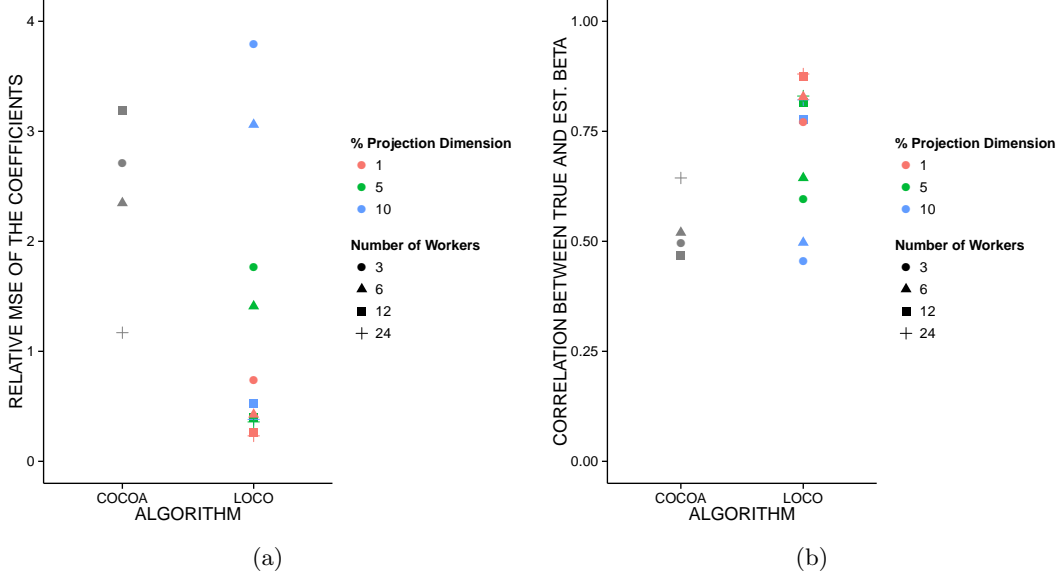 RELATIVE MSE OF THE COEFFICIENTS
4
3
2
1
0
COCOA LOCO
ALGORITHM
% Projection Dimension
1
5
10
Number of Workers
3
6
12
24
(a)
CORRELATION BETWEEN TRUE AND EST. BETA
1.00
0.75
0.50
0.25
0.00
COCOA LOCO
ALGORITHM
% Projection Dimension
1
5
10
Number of Workers
3
6
12
24
(b)